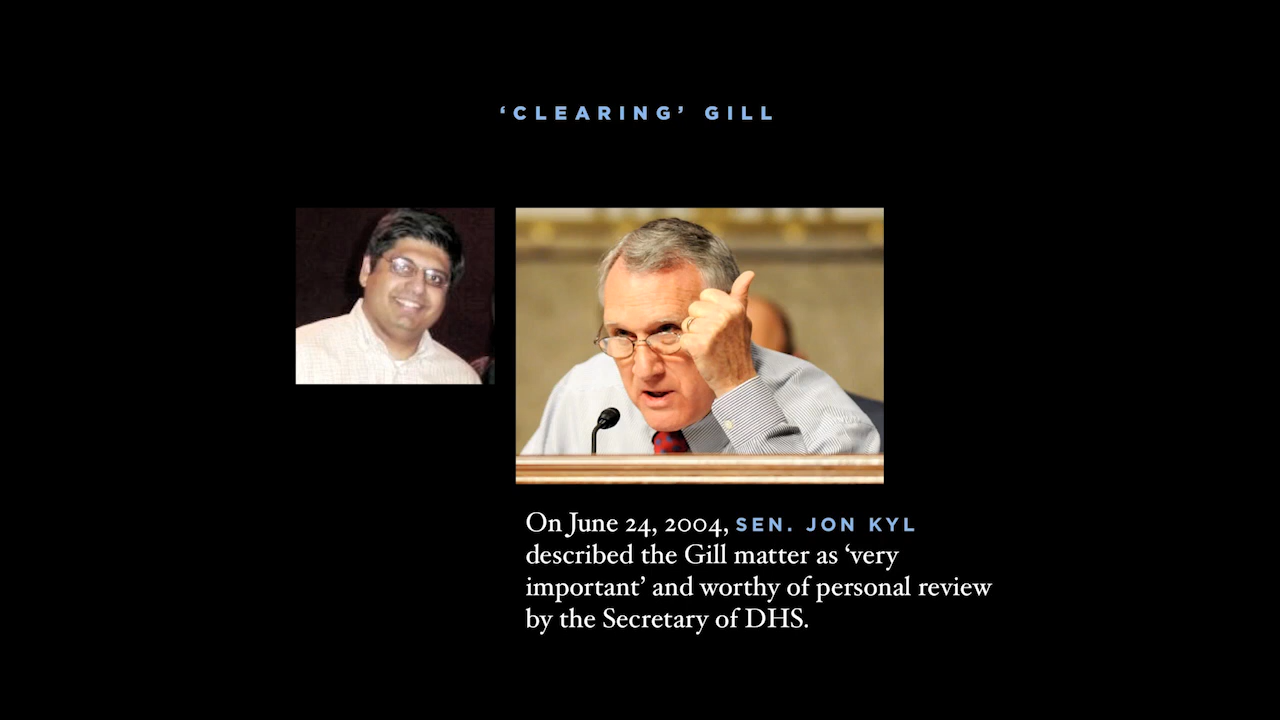 ‘CLEARING’ GILL
On June 24, 2004, SEN. JON KYL
described the Gill matter as ‘very
important’ and worthy of personal review
by the Secretary of DHS.